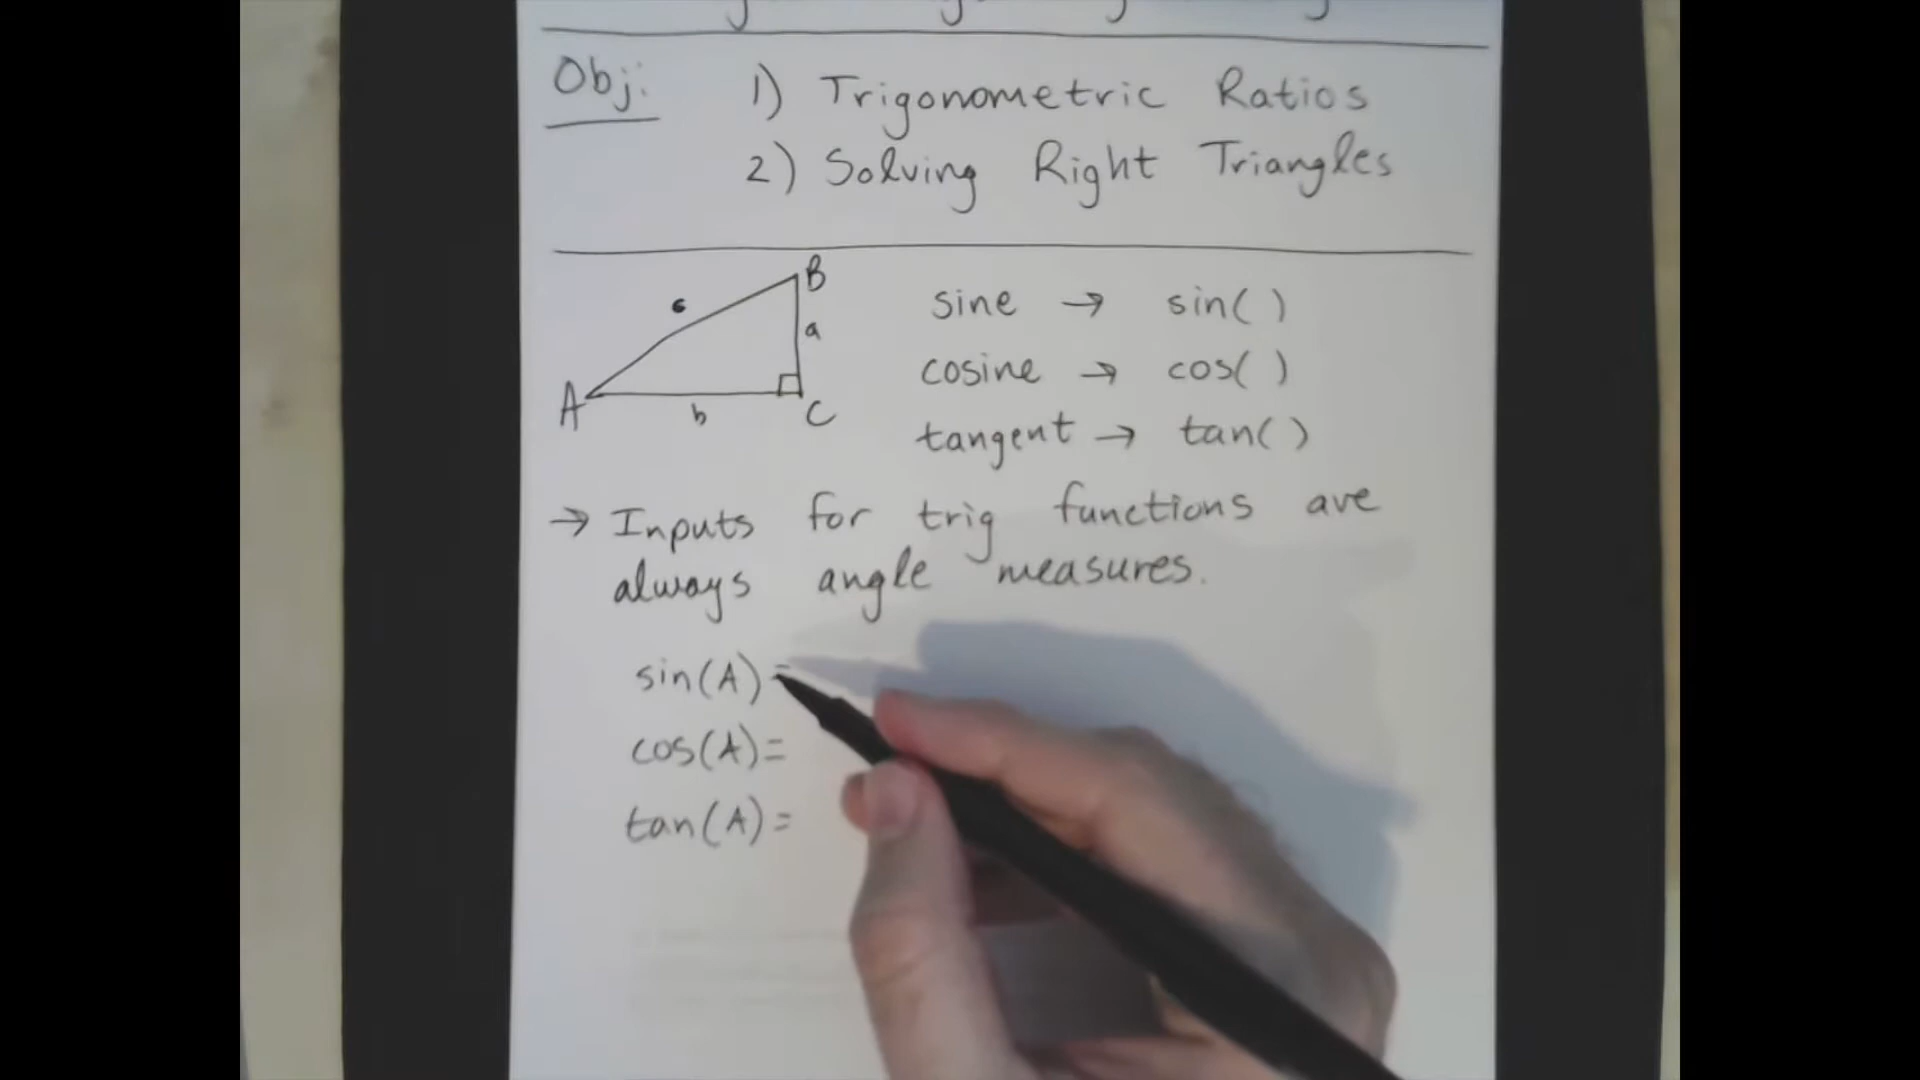 Obj: 1) Trigonometric Ratios
2) Solving Right Triangles
B
c
a
A
b
C
sine → sin( )
cosine → cos( )
tangent → tan( )
→ Inputs for trig functions are
always angle measures.
sin(A)=
cos(A)=
tan(A)=